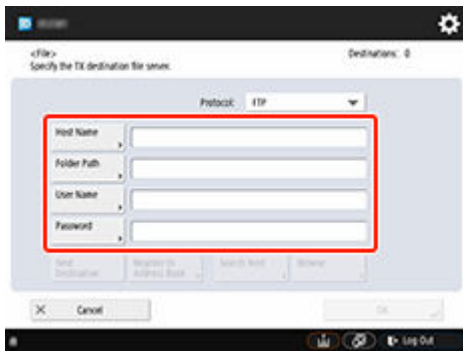 <File>
Destinations: 0
Specify the TX destination file server.
Protocol: FTP
Host Name
Folder Path
User Name
Password
Next Destination
Register to Address Book
Search Host
Browse
Cancel
OK
Log Out